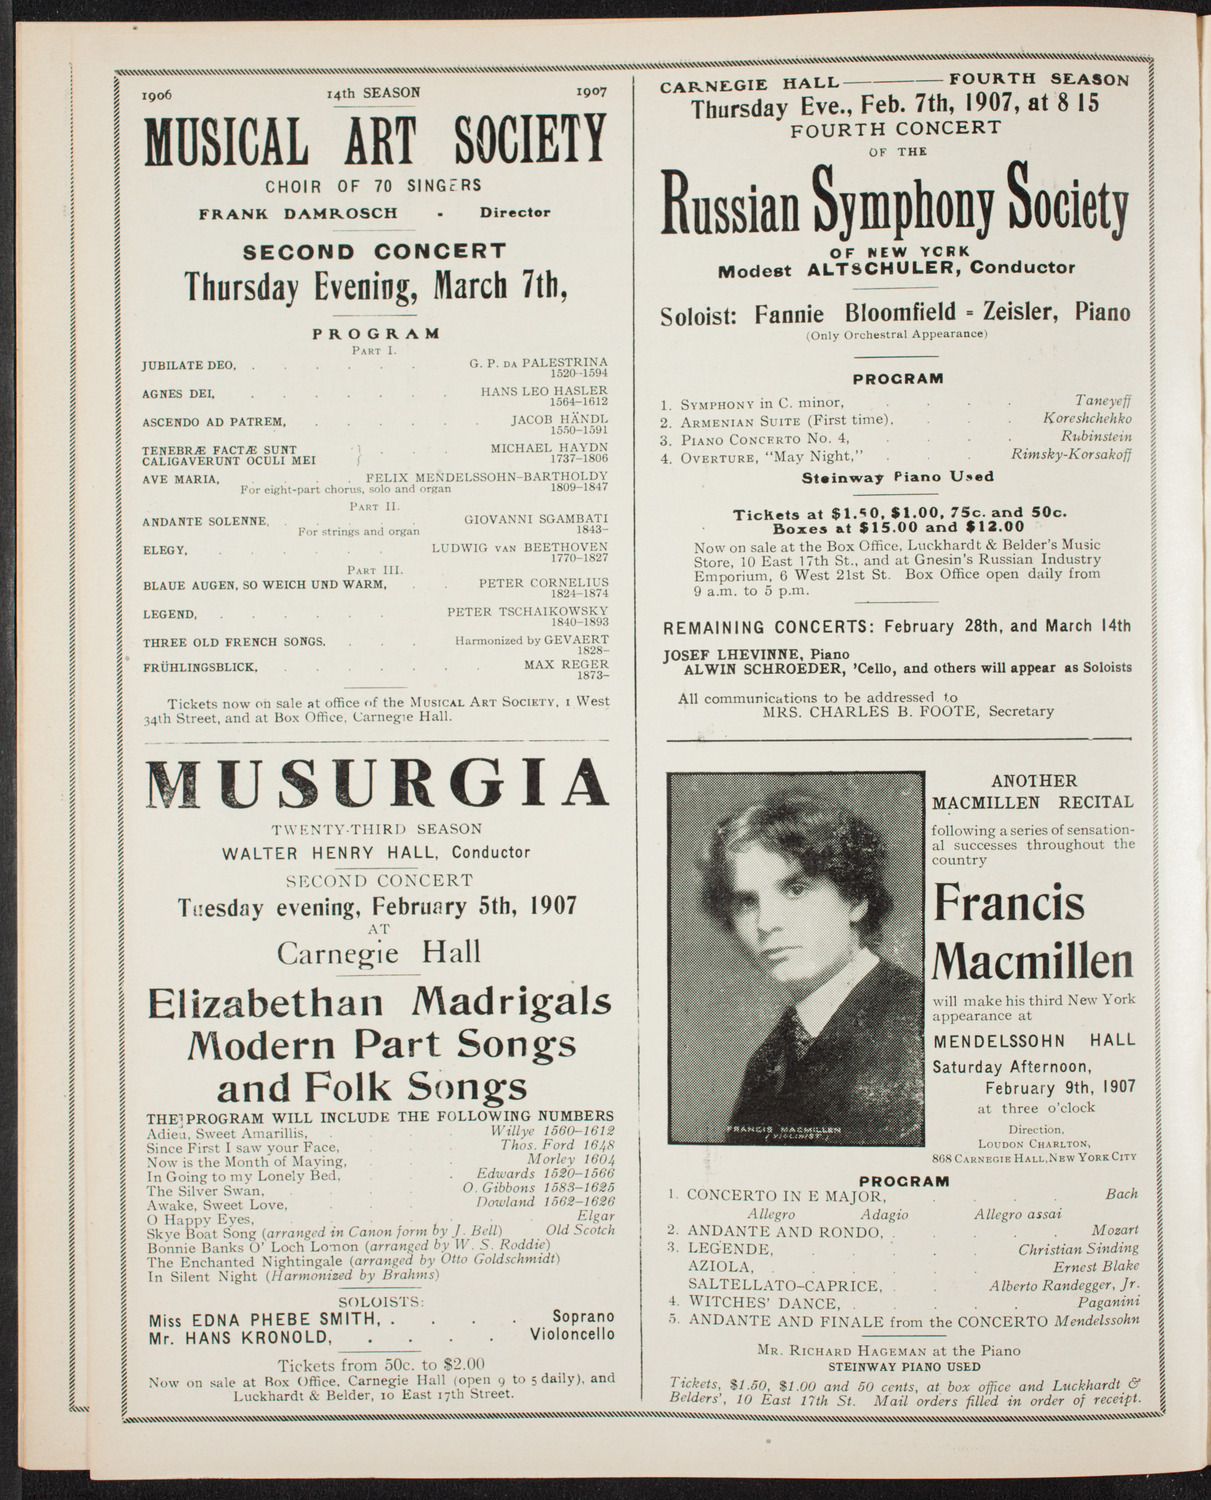 1906 14th SEASON 1907
MUSICAL ART SOCIETY
CHOIR OF 70 SINGERS
FRANK DAMROSCH - Director
SECOND CONCERT
Thursday Evening, March 7th,
PROGRAM
PART I.
JUBILATE DEO, . . . . . . G. P. DA PALESTRINA
1520-1594
AGNES DEI, . . . . . . HANS LEO HASLER
1564-1612
ASCENDO AD PATREM, . . . . . JACOB HÄNDL
1550-1591
TENEBRÆ FACTÆ SUNT } . . . MICHAEL HAYDN
CALIGAVERUNT OCULI MEI } 1737-1806
AVE MARIA, . . . . FELIX MENDELSSOHN-BARTHOLDY
For eight-part chorus, solo and organ 1809-1847
PART II.
ANDANTE SOLENNE, . . . . GIOVANNI SGAMBATI
For strings and organ 1843-
ELEGY, . . . . . . LUDWIG VAN BEETHOVEN
1770-1827
PART III.
BLAUE AUGEN, SO WEICH UND WARM, . . PETER CORNELIUS
1824-1874
LEGEND, . . . . . . PETER TSCHAIKOWSKY
1840-1893
THREE OLD FRENCH SONGS, . . . Harmonized by GEVAERT
1828-
FRÜHLINGSBLICK, . . . . . . MAX REGER
1873-
Tickets now on sale at office of the MUSICAL ART SOCIETY, 1 West
34th Street, and at Box Office, Carnegie Hall.
MUSURGIA
TWENTY-THIRD SEASON
WALTER HENRY HALL, Conductor
SECOND CONCERT
Tuesday evening, February 5th, 1907
AT
Carnegie Hall
Elizabethan Madrigals
Modern Part Songs
and Folk Songs
THE PROGRAM WILL INCLUDE THE FOLLOWING NUMBERS
Adieu, Sweet Amarillis, . . . Willye 1560-1612
Since First I saw your Face, . . . Thos. Ford 1648
Now is the Month of Maying, . . . Morley 1604
In Going to my Lonely Bed, . . . Edwards 1520-1566
The Silver Swan, . . . O. Gibbons 1583-1625
Awake, Sweet Love, . . . Dowland 1562-1626
O Happy Eyes, . . . . Elgar
Skye Boat Song (arranged in Canon form by J. Bell) Old Scotch
Bonnie Banks O' Loch Lomon (arranged by W. S. Roddie)
The Enchanted Nightingale (arranged by Otto Goldschmidt)
In Silent Night (Harmonized by Brahms)
SOLOISTS:
Miss EDNA PHEBE SMITH, . . . . Soprano
Mr. HANS KRONOLD, . . . . Violoncello
Tickets from 50c. to $2.00
Now on sale at Box Office, Carnegie Hall (open 9 to 5 daily), and
Luckhardt & Belder, 10 East 17th Street.
CARNEGIE HALL——— FOURTH SEASON
Thursday Eve., Feb. 7th, 1907, at 8 15
FOURTH CONCERT
OF THE
Russian Symphony Society
OF NEW YORK
Modest ALTSCHULER, Conductor
Soloist: Fannie Bloomfield = Zeisler, Piano
(Only Orchestral Appearance)
PROGRAM
1. SYMPHONY in C. minor, . . . . Taneyeff
2. ARMENIAN SUITE (First time), . . . Koreshchehko
3. PIANO CONCERTO No. 4, . . . . Rubinstein
4. OVERTURE, "May Night," . . . . Rimsky-Korsakoff
Steinway Piano Used
Tickets at $1.50, $1.00, 75c. and 50c.
Boxes at $15.00 and $12.00
Now on sale at the Box Office, Luckhardt & Belder's Music
Store, 10 East 17th St., and at Gnesin's Russian Industry
Emporium, 6 West 21st St. Box Office open daily from
9 a.m. to 5 p.m.
REMAINING CONCERTS: February 28th, and March 14th
JOSEF LHEVINNE, Piano
ALWIN SCHROEDER, 'Cello, and others will appear as Soloists
All communications to be addressed to
MRS. CHARLES B. FOOTE, Secretary
FRANCIS MACMILLEN
(VIOLINIST)
ANOTHER
MACMILLEN RECITAL
following a series of sensation-
al successes throughout the
country
Francis
Macmillen
will make his third New York
appearance at
MENDELSSOHN HALL
Saturday Afternoon,
February 9th, 1907
at three o'clock
Direction,
LOUDON CHARLTON,
868 CARNEGIE HALL, NEW YORK CITY
PROGRAM
1. CONCERTO IN E MAJOR, . . . . Bach
Allegro Adagio Allegro assai
2. ANDANTE AND RONDO, . . . . Mozart
3. LEGENDE, . . . . Christian Sinding
AZIOLA, . . . . Ernest Blake
SALTELLATO-CAPRICE, . . Alberto Randegger, Jr.
4. WITCHES' DANCE, . . . . Paganini
5. ANDANTE AND FINALE from the CONCERTO Mendelssohn
MR. RICHARD HAGEMAN at the Piano
STEINWAY PIANO USED
Tickets, $1.50, $1.00 and 50 cents, at box office and Luckhardt &
Belders', 10 East 17th St. Mail orders filled in order of receipt.